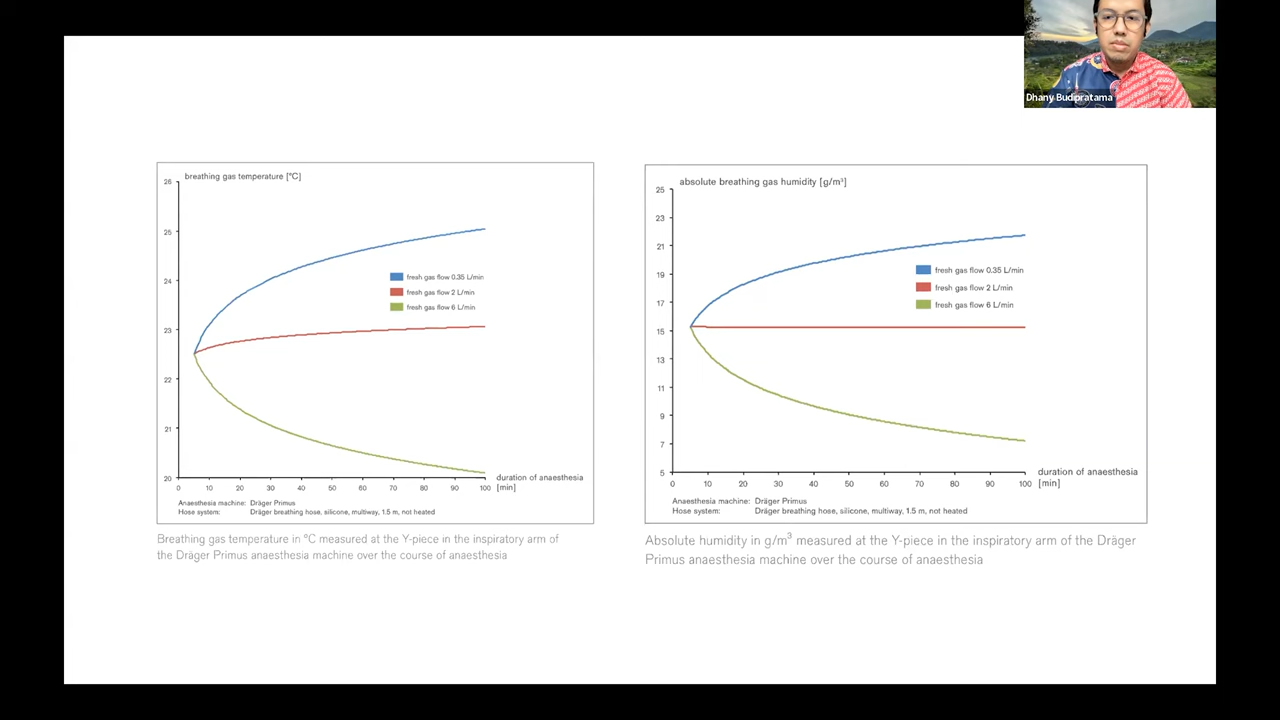 Dhany Budipratama
breathing gas temperature [°C]
26
25
24
23
22
21
20
fresh gas flow 0.35 L/min
fresh gas flow 2 L/min
fresh gas flow 6 L/min
0 10 20 30 40 50 60 70 80 90 100
duration of anaesthesia
[min]
Anaesthesia machine: Dräger Primus
Hose system: Dräger breathing hose, silicone, multiway, 1.5 m, not heated
Breathing gas temperature in °C measured at the Y-piece in the inspiratory arm of
the Dräger Primus anaesthesia machine over the course of anaesthesia
absolute breathing gas humidity [g/m³]
25
23
21
19
17
15
13
11
9
7
5
fresh gas flow 0.35 L/min
fresh gas flow 2 L/min
fresh gas flow 6 L/min
0 10 20 30 40 50 60 70 80 90 100
duration of anaesthesia
[min]
Anaesthesia machine: Dräger Primus
Hose system: Dräger breathing hose, silicone, multiway, 1.5 m, not heated
Absolute humidity in g/m³ measured at the Y-piece in the inspiratory arm of the Dräger
Primus anaesthesia machine over the course of anaesthesia